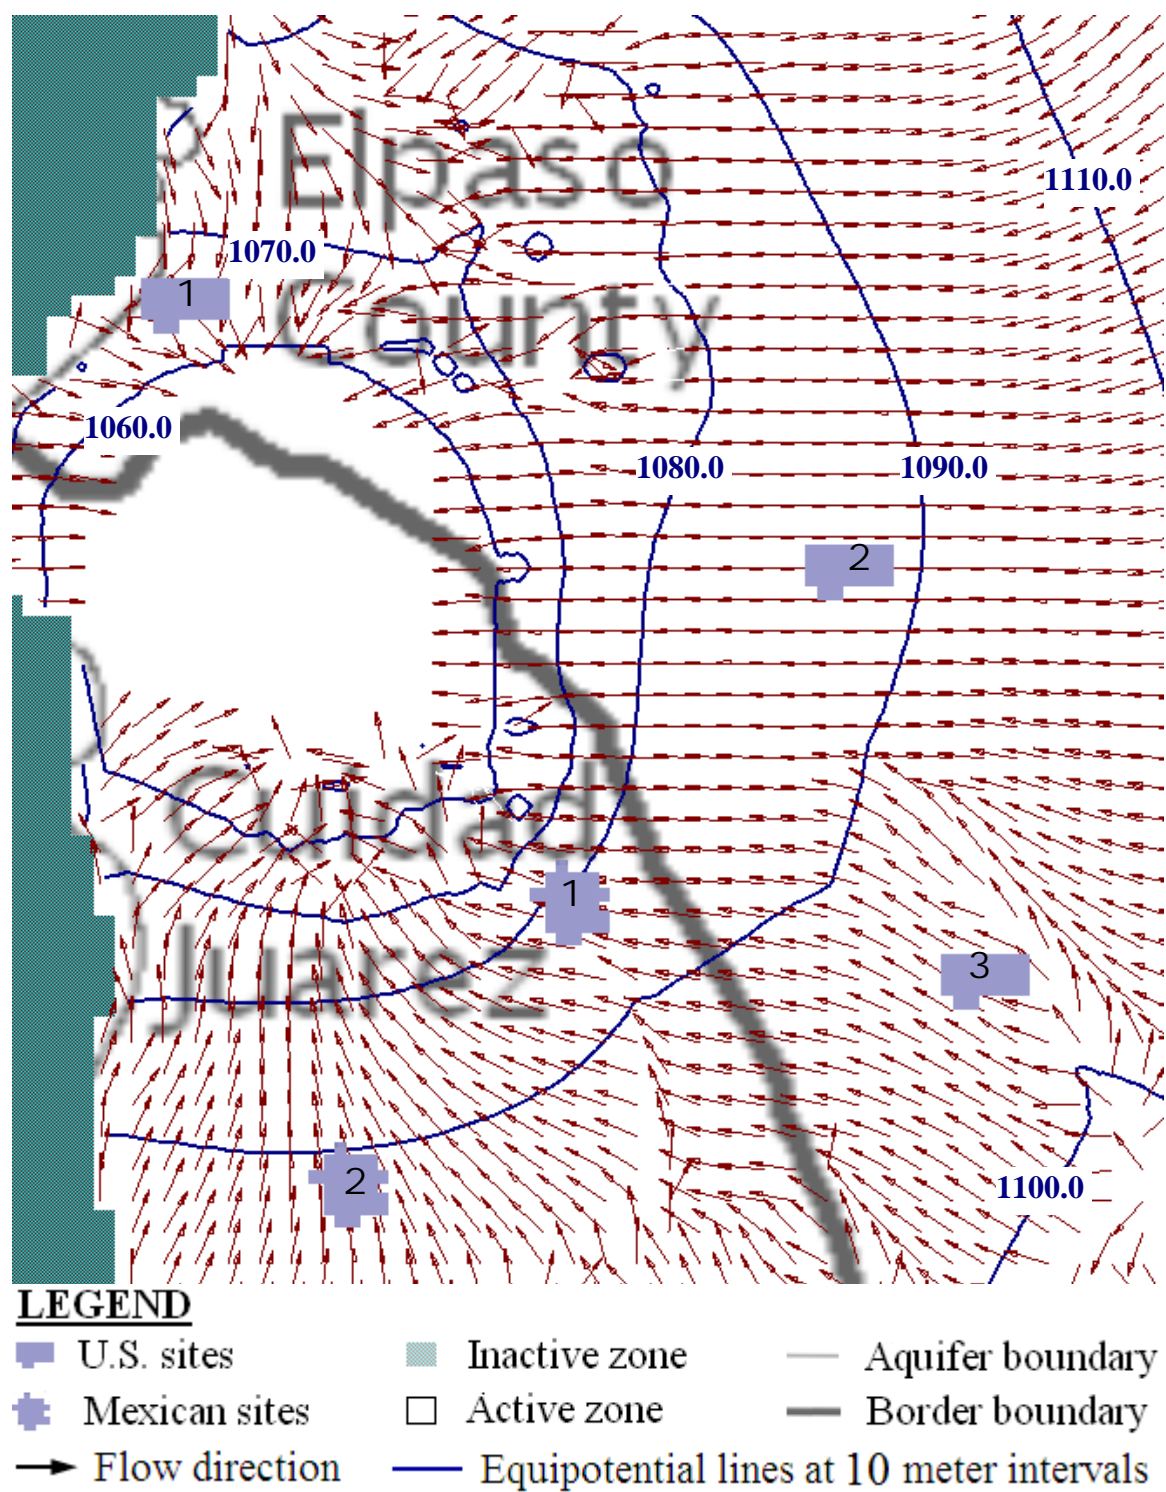 Elpaso
1110.0
1070.0
1
County
1060.0
1080.0
1090.0
2
Cuidad
1
Juarez
3
2
1100.0
LEGEND
U.S. sites Inactive zone Aquifer boundary
Mexican sites Active zone Border boundary
Flow direction Equipotential lines at 10 meter intervals